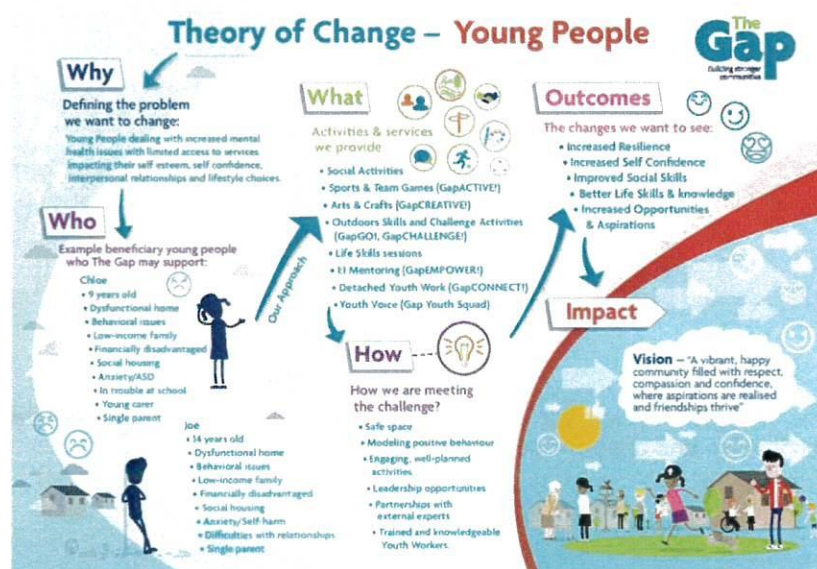 Theory of Change – Young People
The
Gap
Building stronger
communities
Why
Defining the problem
we want to change:
Young People dealing with increased mental
health issues with limited access to services
impacting their self esteem, self confidence,
interpersonal relationships and lifestyle choices.
Who
Example beneficiary young people
who The Gap may support:
Chloe
• 9 years old
• Dysfunctional home
• Behavioral issues
• Low-income family
• Financially disadvantaged
• Social housing
• Anxiety/ASD
• In trouble at school
• Young carer
• Single parent
Joe
• 14 years old
• Dysfunctional home
• Behavioral issues
• Low-income family
• Financially disadvantaged
• Social housing
• Anxiety/Self-harm
• Difficulties with relationships
• Single parent
Our Approach
What
Activities & services
we provide
• Social Activities
• Sports & Team Games (GapACTIVE!)
• Arts & Crafts (GapCREATIVE!)
• Outdoors Skills and Challenge Activities
(GapGO!, GapCHALLENGE!)
• Life Skills sessions
• 1:1 Mentoring (GapEMPOWER!)
• Detached Youth Work (GapCONNECT!)
• Youth Voice (Gap Youth Squad)
How
How we are meeting
the challenge?
• Safe space
• Modeling positive behaviour
• Engaging, well-planned
activities
• Leadership opportunities
• Partnerships with
external experts
• Trained and knowledgeable
Youth Workers.
Outcomes
The changes we want to see:
• Increased Resilience
• Increased Self Confidence
• Improved Social Skills
• Better Life Skills & knowledge
• Increased Opportunities
& Aspirations
Impact
Vision – "A vibrant, happy
community filled with respect,
compassion and confidence,
where aspirations are realised
and friendships thrive"